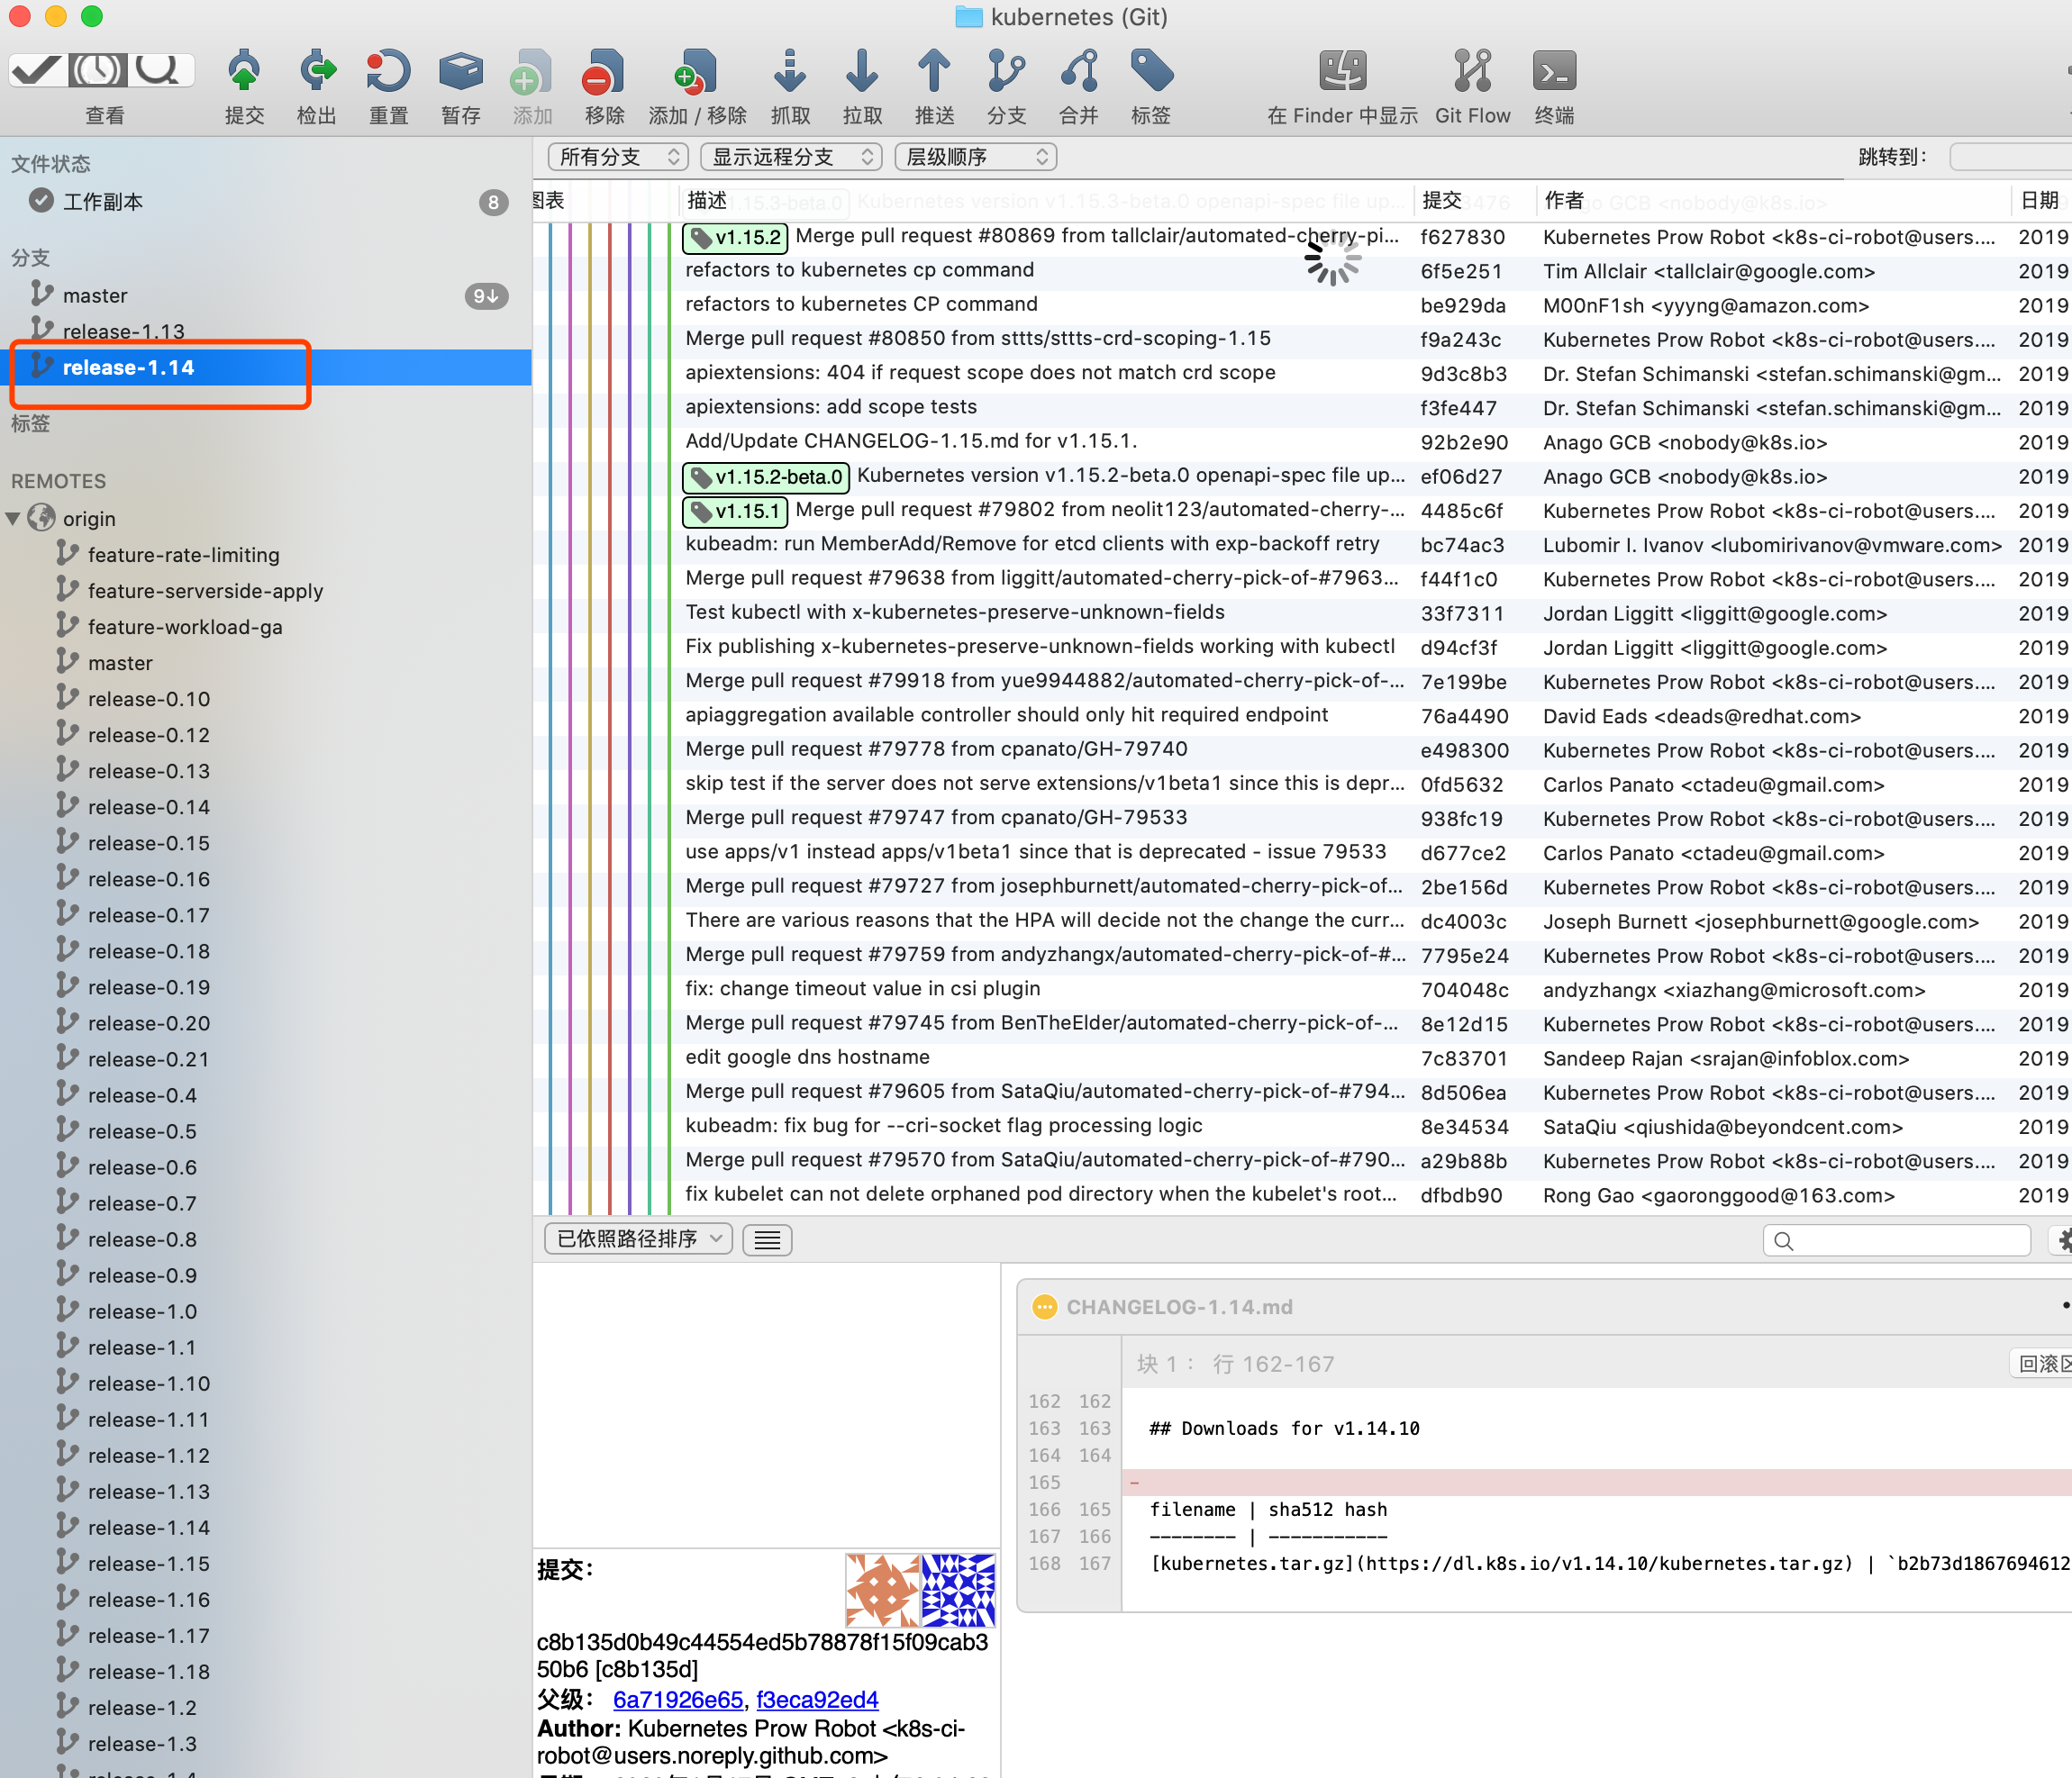 kubernetes (Git)
查看
提交
检出
重置
暂存
添加
移除
添加 / 移除
抓取
拉取
推送
分支
合并
标签
在 Finder 中显示
Git Flow
终端
文件状态
工作副本 8
分支
master 9↓
release-1.13
release-1.14
标签
REMOTES
origin
feature-rate-limiting
feature-serverside-apply
feature-workload-ga
master
release-0.10
release-0.12
release-0.13
release-0.14
release-0.15
release-0.16
release-0.17
release-0.18
release-0.19
release-0.20
release-0.21
release-0.4
release-0.5
release-0.6
release-0.7
release-0.8
release-0.9
release-1.0
release-1.1
release-1.10
release-1.11
release-1.12
release-1.13
release-1.14
release-1.15
release-1.16
release-1.17
release-1.18
release-1.2
release-1.3
所有分支 显示远程分支 层级顺序 跳转到：
图表 描述 提交 作者 日期
v1.15.2 Merge pull request #80869 from tallclair/automated-cherry-pi... f627830 Kubernetes Prow Robot <k8s-ci-robot@users.... 2019
refactors to kubernetes cp command 6f5e251 Tim Allclair <tallclair@google.com> 2019
refactors to kubernetes CP command be929da M00nF1sh <yyyng@amazon.com> 2019
Merge pull request #80850 from sttts/sttts-crd-scoping-1.15 f9a243c Kubernetes Prow Robot <k8s-ci-robot@users.... 2019
apiextensions: 404 if request scope does not match crd scope 9d3c8b3 Dr. Stefan Schimanski <stefan.schimanski@gm... 2019
apiextensions: add scope tests f3fe447 Dr. Stefan Schimanski <stefan.schimanski@gm... 2019
Add/Update CHANGELOG-1.15.md for v1.15.1. 92b2e90 Anago GCB <nobody@k8s.io> 2019
v1.15.2-beta.0 Kubernetes version v1.15.2-beta.0 openapi-spec file up... ef06d27 Anago GCB <nobody@k8s.io> 2019
v1.15.1 Merge pull request #79802 from neolit123/automated-cherry-... 4485c6f Kubernetes Prow Robot <k8s-ci-robot@users.... 2019
kubeadm: run MemberAdd/Remove for etcd clients with exp-backoff retry bc74ac3 Lubomir I. Ivanov <lubomirivanov@vmware.com> 2019
Merge pull request #79638 from liggitt/automated-cherry-pick-of-#7963... f44f1c0 Kubernetes Prow Robot <k8s-ci-robot@users.... 2019
Test kubectl with x-kubernetes-preserve-unknown-fields 33f7311 Jordan Liggitt <liggitt@google.com> 2019
Fix publishing x-kubernetes-preserve-unknown-fields working with kubectl d94cf3f Jordan Liggitt <liggitt@google.com> 2019
Merge pull request #79918 from yue9944882/automated-cherry-pick-of-... 7e199be Kubernetes Prow Robot <k8s-ci-robot@users.... 2019
apiaggregation available controller should only hit required endpoint 76a4490 David Eads <deads@redhat.com> 2019
Merge pull request #79778 from cpanato/GH-79740 e498300 Kubernetes Prow Robot <k8s-ci-robot@users.... 2019
skip test if the server does not serve extensions/v1beta1 since this is depr... 0fd5632 Carlos Panato <ctadeu@gmail.com> 2019
Merge pull request #79747 from cpanato/GH-79533 938fc19 Kubernetes Prow Robot <k8s-ci-robot@users.... 2019
use apps/v1 instead apps/v1beta1 since that is deprecated - issue 79533 d677ce2 Carlos Panato <ctadeu@gmail.com> 2019
Merge pull request #79727 from josephburnett/automated-cherry-pick-of... 2be156d Kubernetes Prow Robot <k8s-ci-robot@users.... 2019
There are various reasons that the HPA will decide not the change the curr... dc4003c Joseph Burnett <josephburnett@google.com> 2019
Merge pull request #79759 from andyzhangx/automated-cherry-pick-of-#... 7795e24 Kubernetes Prow Robot <k8s-ci-robot@users.... 2019
fix: change timeout value in csi plugin 704048c andyzhangx <xiazhang@microsoft.com> 2019
Merge pull request #79745 from BenTheElder/automated-cherry-pick-of-... 8e12d15 Kubernetes Prow Robot <k8s-ci-robot@users.... 2019
edit google dns hostname 7c83701 Sandeep Rajan <srajan@infoblox.com> 2019
Merge pull request #79605 from SataQiu/automated-cherry-pick-of-#794... 8d506ea Kubernetes Prow Robot <k8s-ci-robot@users.... 2019
kubeadm: fix bug for --cri-socket flag processing logic 8e34534 SataQiu <qiushida@beyondcent.com> 2019
Merge pull request #79570 from SataQiu/automated-cherry-pick-of-#790... a29b88b Kubernetes Prow Robot <k8s-ci-robot@users.... 2019
fix kubelet can not delete orphaned pod directory when the kubelet's root... dfbdb90 Rong Gao <gaoronggood@163.com> 2019
已依照路径排序
CHANGELOG-1.14.md
块 1： 行 162-167 回滚区
162 162
163 163 ## Downloads for v1.14.10
164 164
165 -
166 165 filename | sha512 hash
167 166 -------- | -----------
168 167 [kubernetes.tar.gz](https://dl.k8s.io/v1.14.10/kubernetes.tar.gz) | `b2b73d1867694612
提交：
c8b135d0b49c44554ed5b78878f15f09cab3
50b6 [c8b135d]
父级： 6a71926e65, f3eca92ed4
Author: Kubernetes Prow Robot <k8s-ci-
robot@users.noreply.github.com>